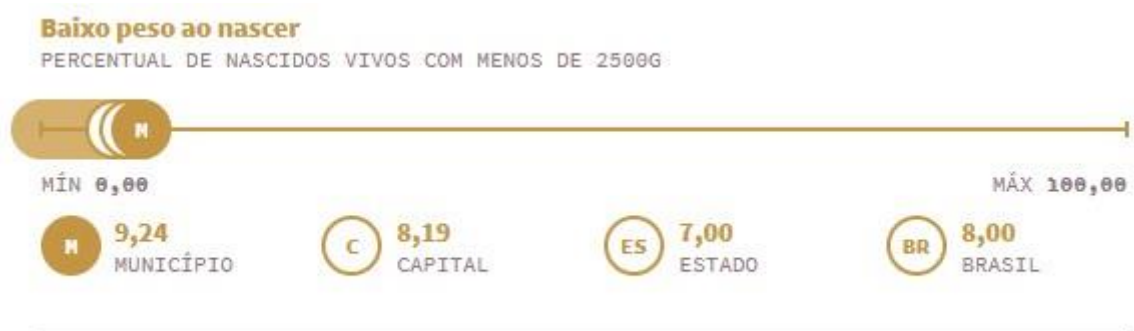 Baixo peso ao nascer
PERCENTUAL DE NASCIDOS VIVOS COM MENOS DE 2500G
M
MÍN 0,00
MÁX 100,00
M
9,24
MUNICÍPIO
C
8,19
CAPITAL
ES
7,00
ESTADO
BR
8,00
BRASIL